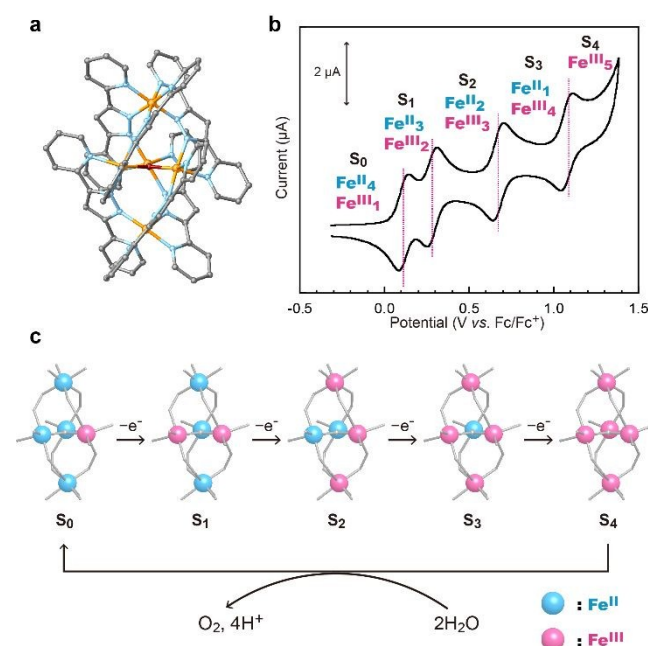 a
b
2 μA
Current (μA)
S0
FeII4
FeIII1
S1
FeII3
FeIII2
S2
FeII2
FeIII3
S3
FeII1
FeIII4
S4
FeIII5
-0.5 0.0 0.5 1.0 1.5
Potential (V vs. Fc/Fc+)
c
−e- −e- −e- −e-
S0 S1 S2 S3 S4
O2, 4H+ 2H2O
: FeII
: FeIII